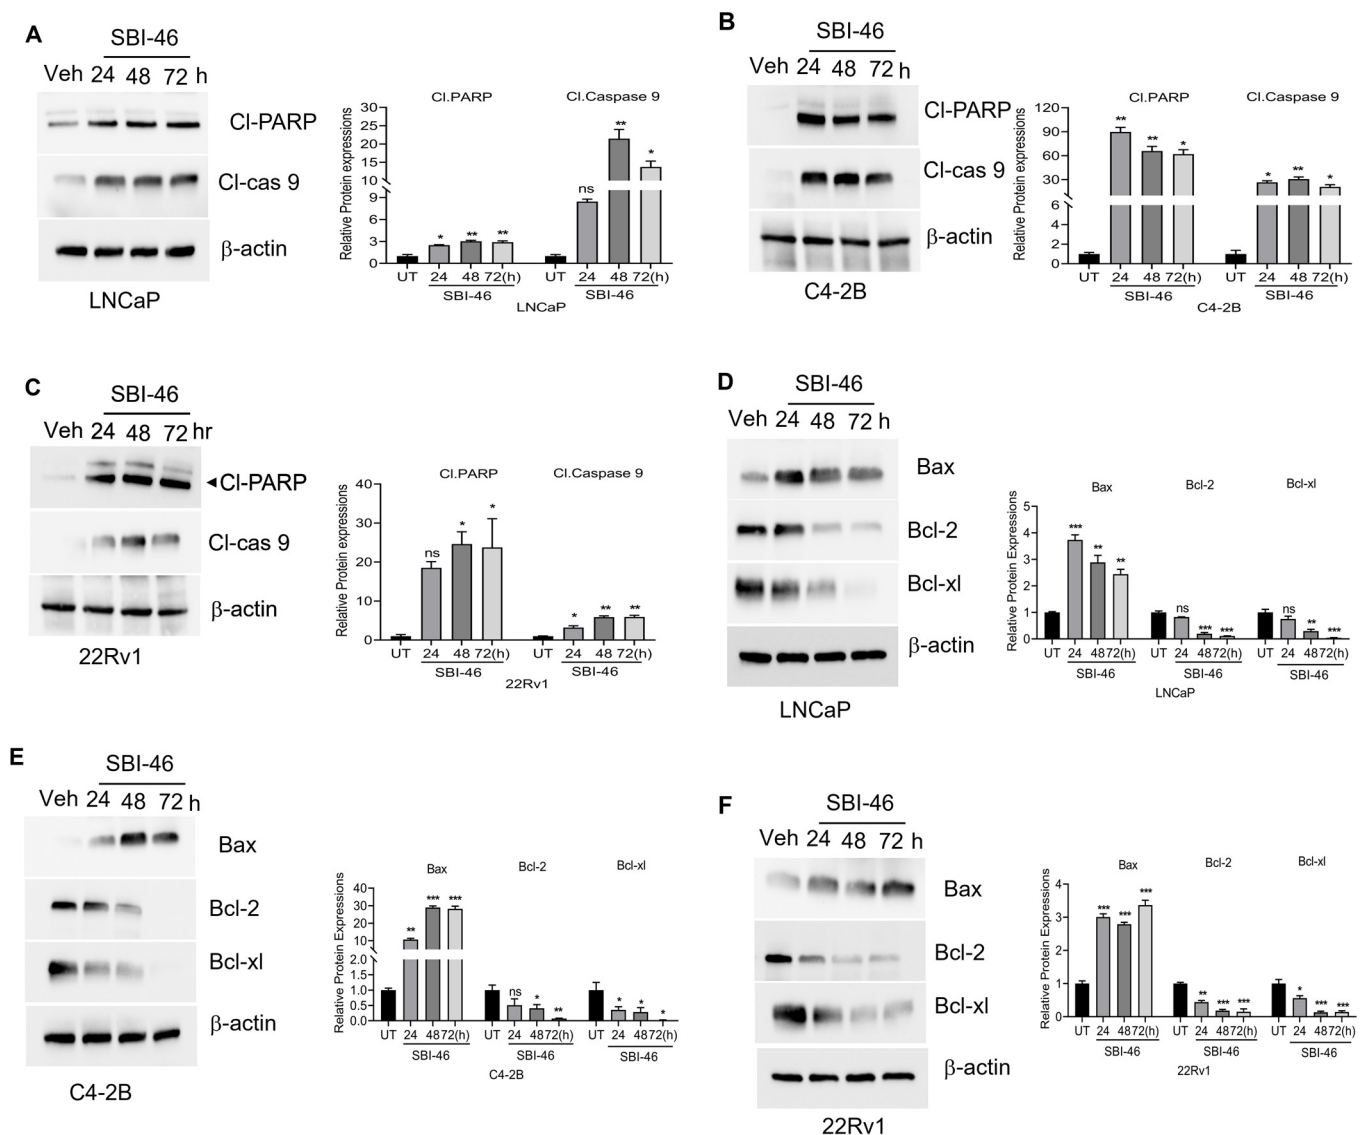 A
SBI-46
Veh 24 48 72 h
Cl-PARP
Cl-cas 9
β-actin
LNCaP
Relative Protein expressions
Cl.PARP
Cl.Caspase 9
30
25
20
15
10
9
6
3
0
* ** **
ns ** *
UT 24 48 72(h) UT 24 48 72(h)
SBI-46 SBI-46
LNCaP
B
SBI-46
Veh 24 48 72 h
Cl-PARP
Cl-cas 9
β-actin
C4-2B
Relative Protein expressions
Cl.PARP
Cl.Caspase 9
120
90
60
30
6
4
2
0
** ** *
* ** *
UT 24 48 72(h) UT 24 48 72(h)
SBI-46 SBI-46
C4-2B
C
SBI-46
Veh 24 48 72 hr
◄Cl-PARP
Cl-cas 9
β-actin
22Rv1
Relative Protein expressions
Cl.PARP
Cl.Caspase 9
40
30
20
10
0
ns * *
* ** **
UT 24 48 72(h) UT 24 48 72(h)
SBI-46 SBI-46
22Rv1
D
SBI-46
Veh 24 48 72 h
Bax
Bcl-2
Bcl-xl
β-actin
LNCaP
Relative Protein Expressions
Bax Bcl-2 Bcl-xl
5
4
3
2
1
0
*** ** **
ns *** ***
ns ** ***
UT 24 4872(h) UT 24 4872(h) UT 24 4872(h)
SBI-46 SBI-46 SBI-46
LNCaP
E
SBI-46
Veh 24 48 72 h
Bax
Bcl-2
Bcl-xl
β-actin
C4-2B
Relative Protein Expressions
Bax Bcl-2 Bcl-xl
40
30
20
10
2.0
1.5
1.0
0.5
0.0
** *** ***
ns * **
* * *
UT 24 4872(h) UT 24 4872(h) UT 24 4872(h)
SBI-46 SBI-46 SBI-46
C4-2B
F
SBI-46
Veh 24 48 72 h
Bax
Bcl-2
Bcl-xl
β-actin
22Rv1
Relative Protein Expressions
Bax Bcl-2 Bcl-xl
4
3
2
1
0
*** *** ***
** *** ***
* *** ***
UT 24 4872(h) UT 24 4872(h) UT 24 4872(h)
SBI-46 SBI-46 SBI-46
22Rv1